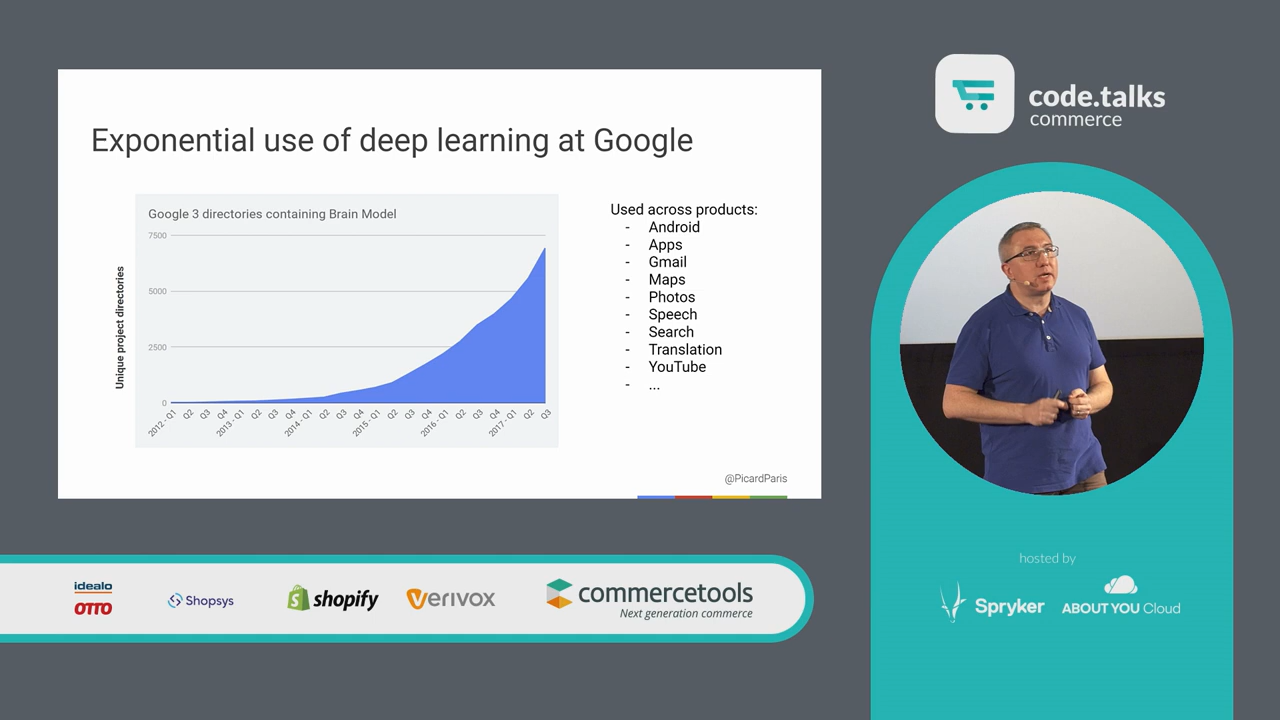 Exponential use of deep learning at Google
Google 3 directories containing Brain Model
Unique project directories
7500
5000
2500
0
2012 - Q1
Q2
Q3
Q4
2013 - Q1
Q2
Q3
Q4
2014 - Q1
Q2
Q3
Q4
2015 - Q1
Q2
Q3
Q4
2016 - Q1
Q2
Q3
Q4
2017 - Q1
Q2
Q3
Used across products:
- Android
- Apps
- Gmail
- Maps
- Photos
- Speech
- Search
- Translation
- YouTube
- ...
@PicardParis
code.talks
commerce
hosted by
Spryker
ABOUT YOU Cloud
idealo
OTTO
Shopsys
shopify
Verivox
commercetools
Next generation commerce